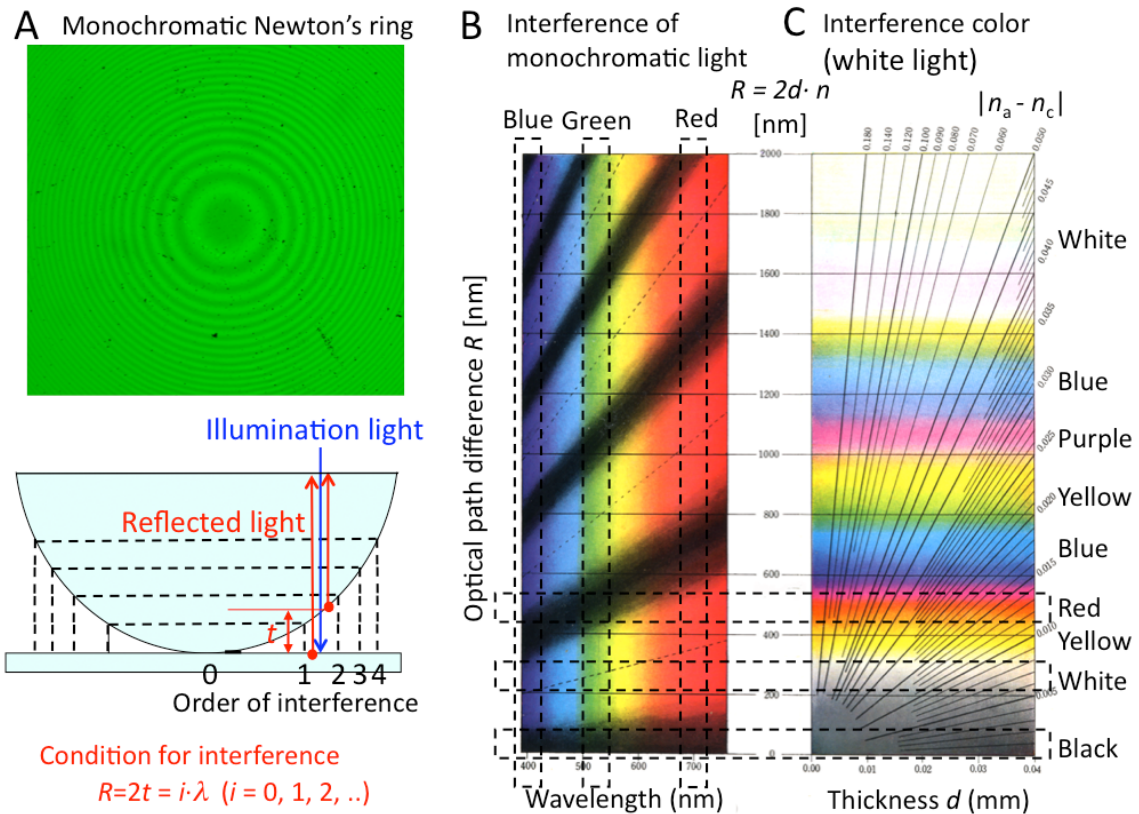 A
Monochromatic Newton's ring
Illumination light
Reflected light
t
0
1
2
3
4
Order of interference
Condition for interference
R=2t = i·λ (i = 0, 1, 2, ..)
B
Interference of
monochromatic light
R = 2d· n
[nm]
Blue
Green
Red
Optical path difference R [nm]
2000
1800
1600
1400
1200
1000
800
600
400
200
0
400
500
600
700
Wavelength (nm)
C
Interference color
(white light)
|nₐ - n꜀|
0.180
0.140
0.120
0.100
0.090
0.080
0.070
0.060
0.050
0.045
0.040
0.035
0.030
0.025
0.020
0.015
0.010
0.005
White
Blue
Purple
Yellow
Blue
Red
Yellow
White
Black
0.00
0.01
0.02
0.03
0.04
Thickness d (mm)